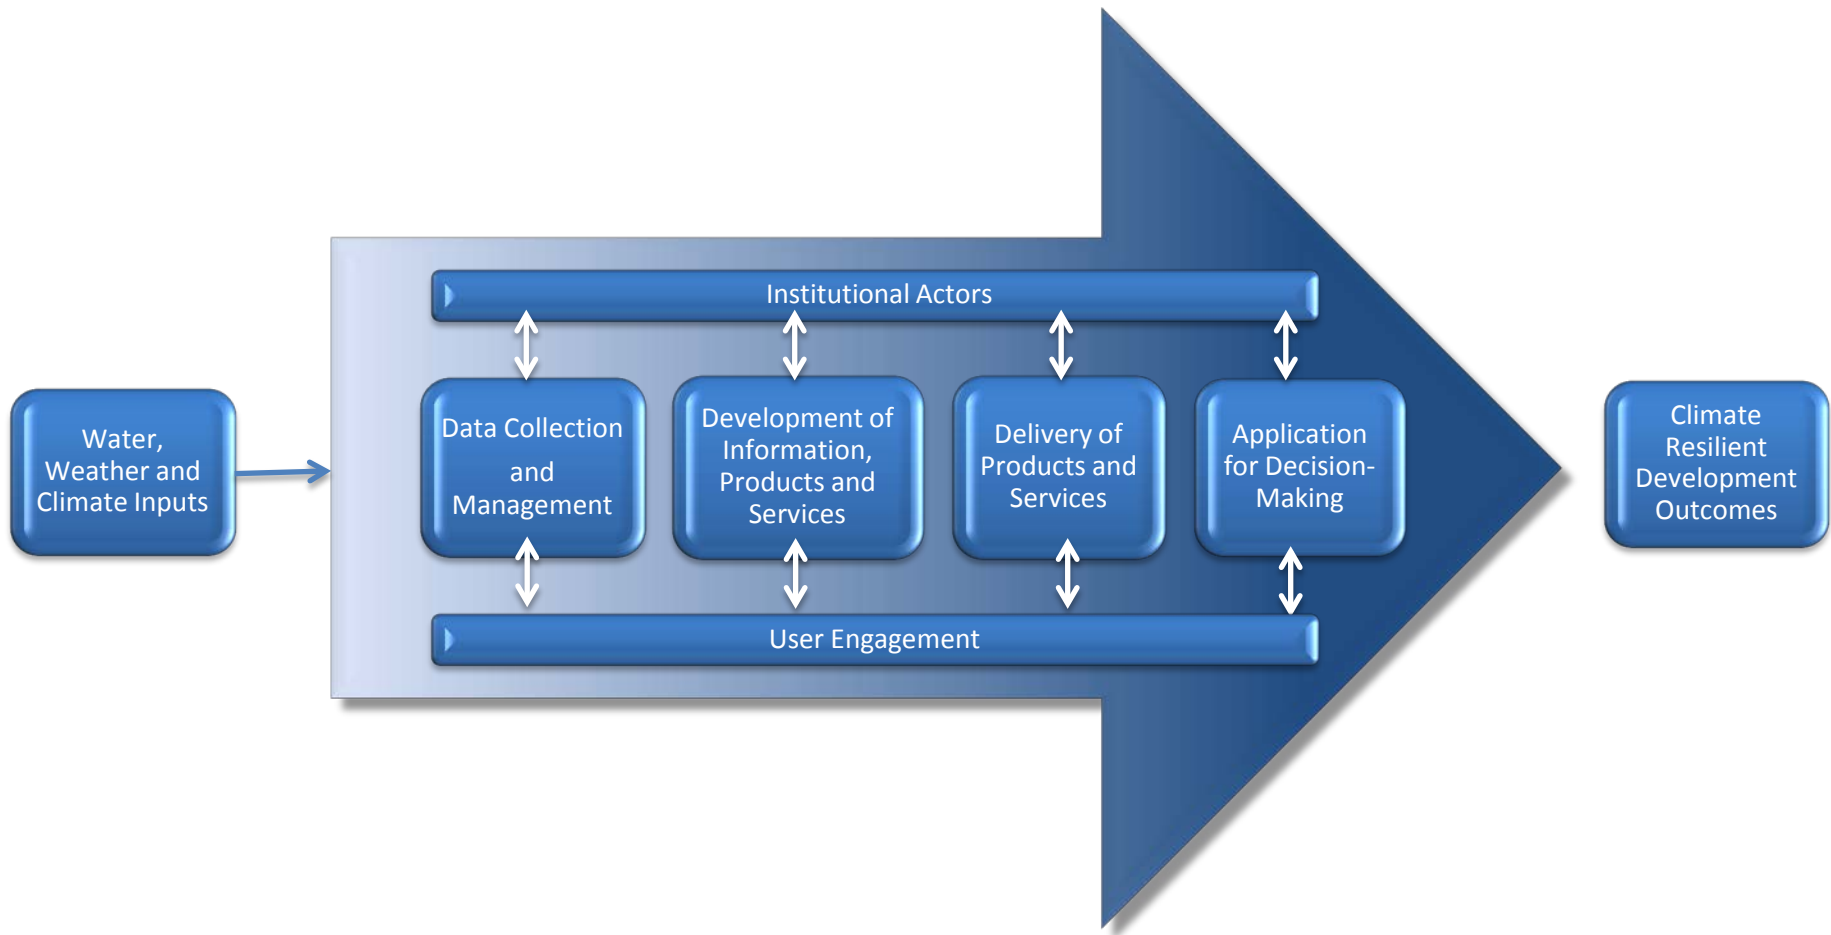 Institutional Actors
Water,
Weather and
Climate Inputs
Data Collection
and
Management
Development of
Information,
Products and
Services
Delivery of
Products and
Services
Application
for Decision-
Making
Climate
Resilient
Development
Outcomes
User Engagement